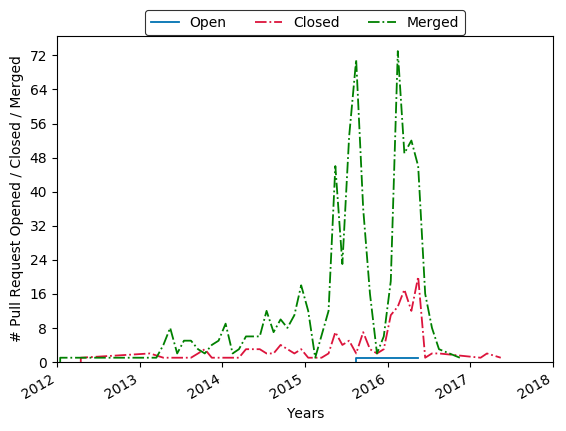 Open Closed Merged
# Pull Request Opened / Closed / Merged
72
64
56
48
40
32
24
16
8
0
2012 2013 2014 2015 2016 2017 2018
Years